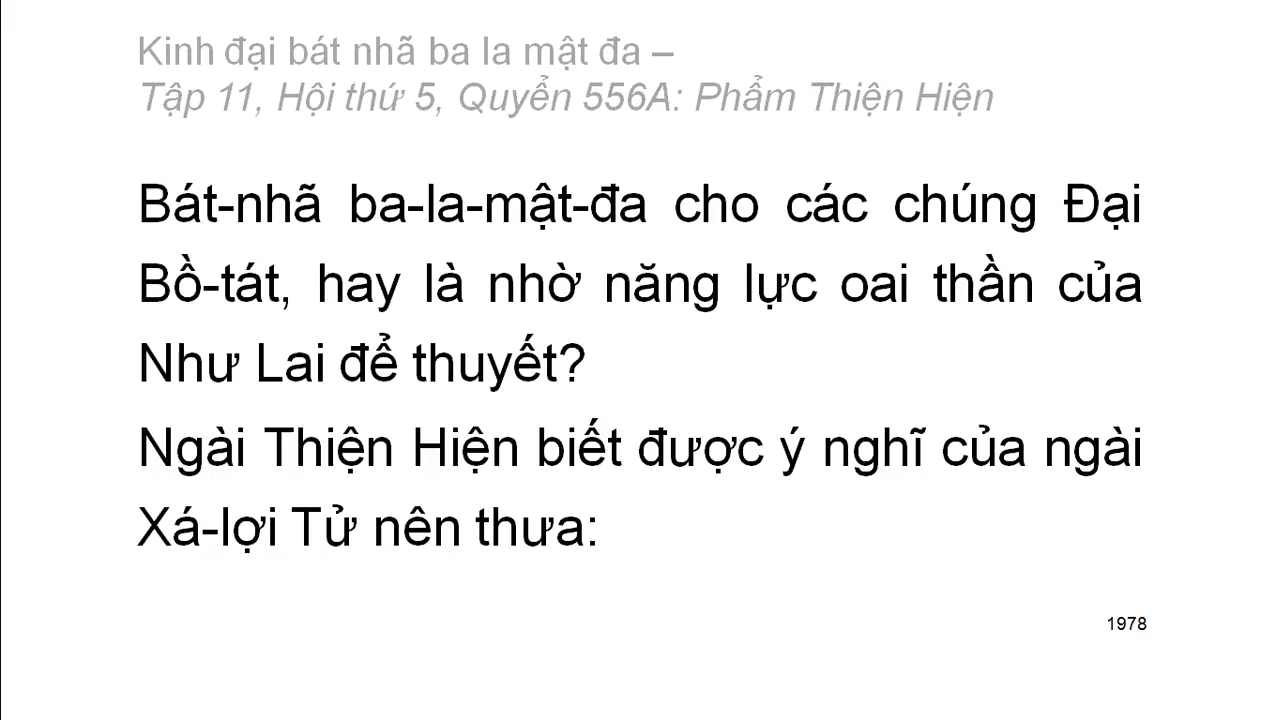 Kinh đại bát nhã ba la mật đa –
Tập 11, Hội thứ 5, Quyển 556A: Phẩm Thiện Hiện
Bát-nhã ba-la-mật-đa cho các chúng Đại
Bồ-tát, hay là nhờ năng lực oai thần của
Như Lai để thuyết?
Ngài Thiện Hiện biết được ý nghĩ của ngài
Xá-lợi Tử nên thưa:
1978